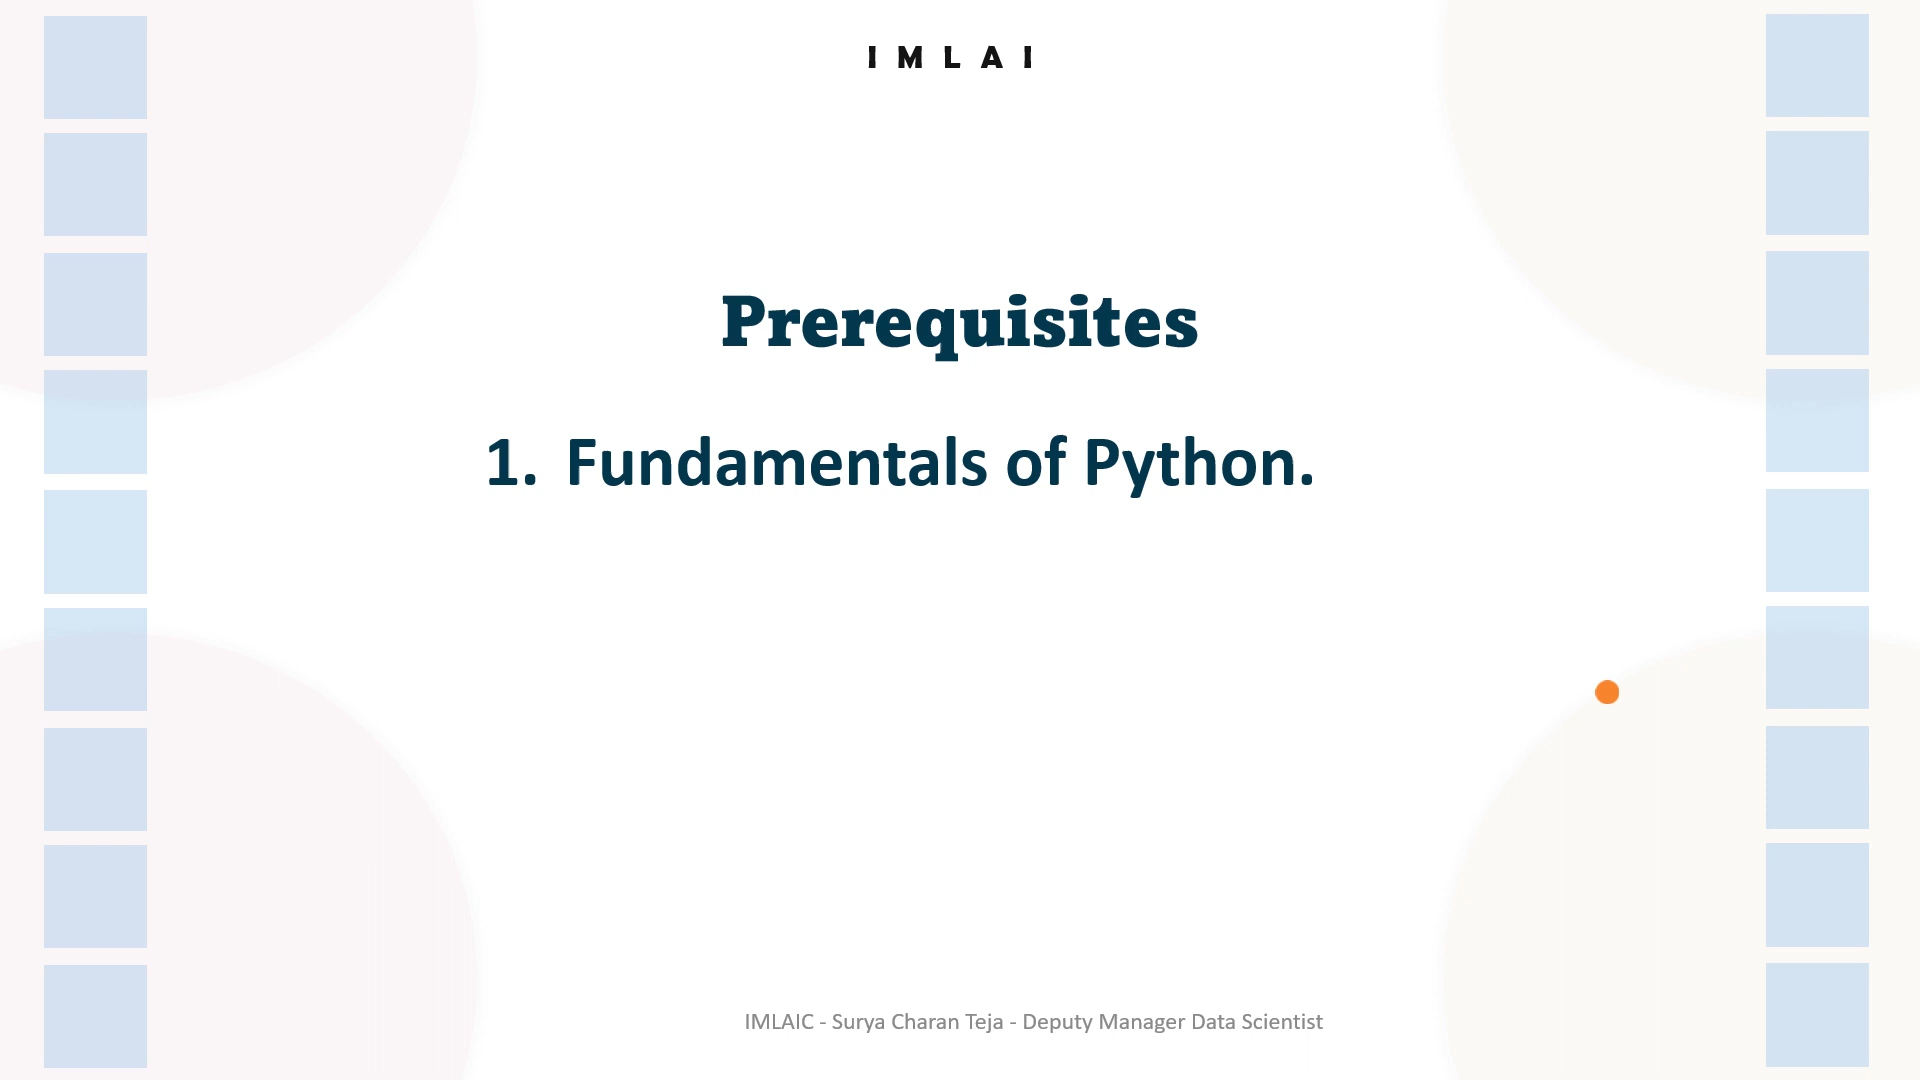 IMLAI
Prerequisites
1. Fundamentals of Python.
IMLAIC - Surya Charan Teja - Deputy Manager Data Scientist